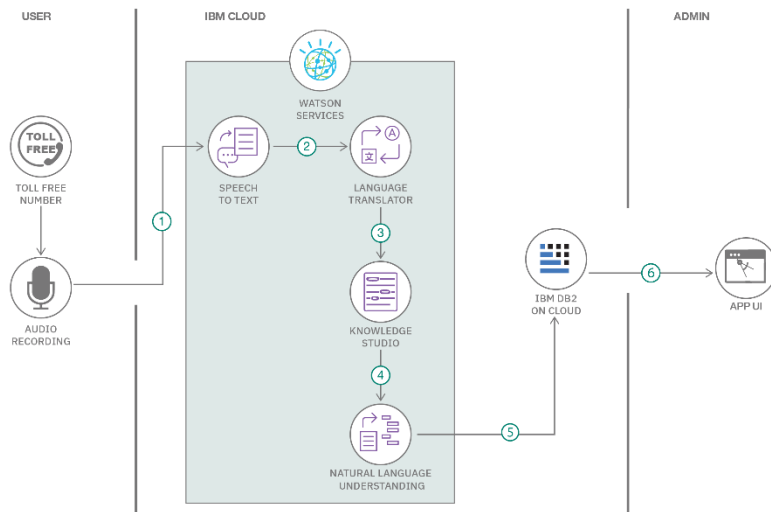 USER
IBM CLOUD
ADMIN
WATSON
SERVICES
TOLL
FREE
TOLL FREE
NUMBER
1
SPEECH
TO TEXT
2
A
文
LANGUAGE
TRANSLATOR
3
AUDIO
RECORDING
KNOWLEDGE
STUDIO
4
NATURAL LANGUAGE
UNDERSTANDING
5
IBM DB2
ON CLOUD
6
APP UI